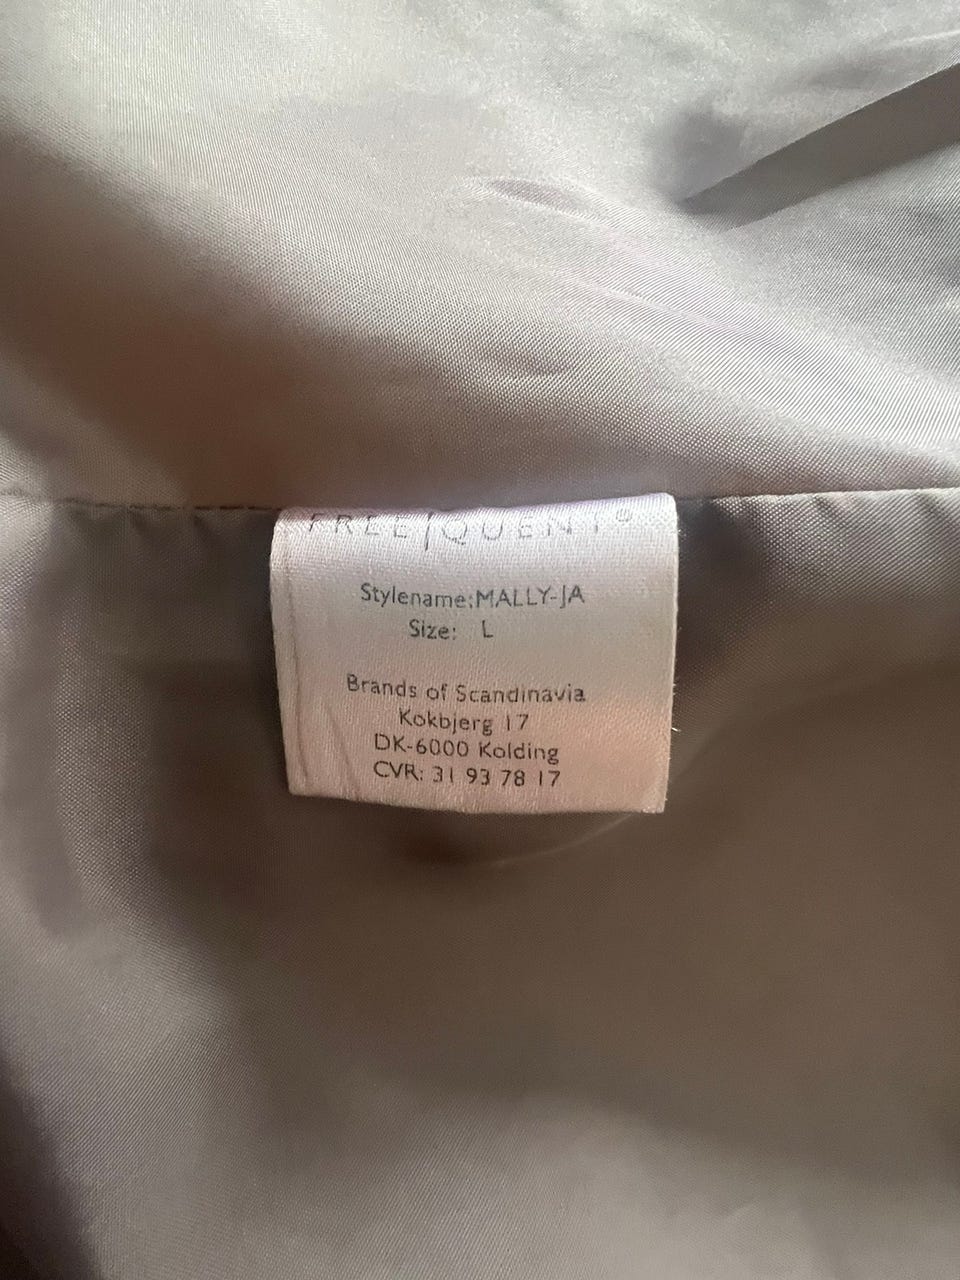 FREE|QUENT®
Stylename:MALLY-JA
Size: L
Brands of Scandinavia
Kokbjerg 17
DK-6000 Kolding
CVR: 31 93 78 17